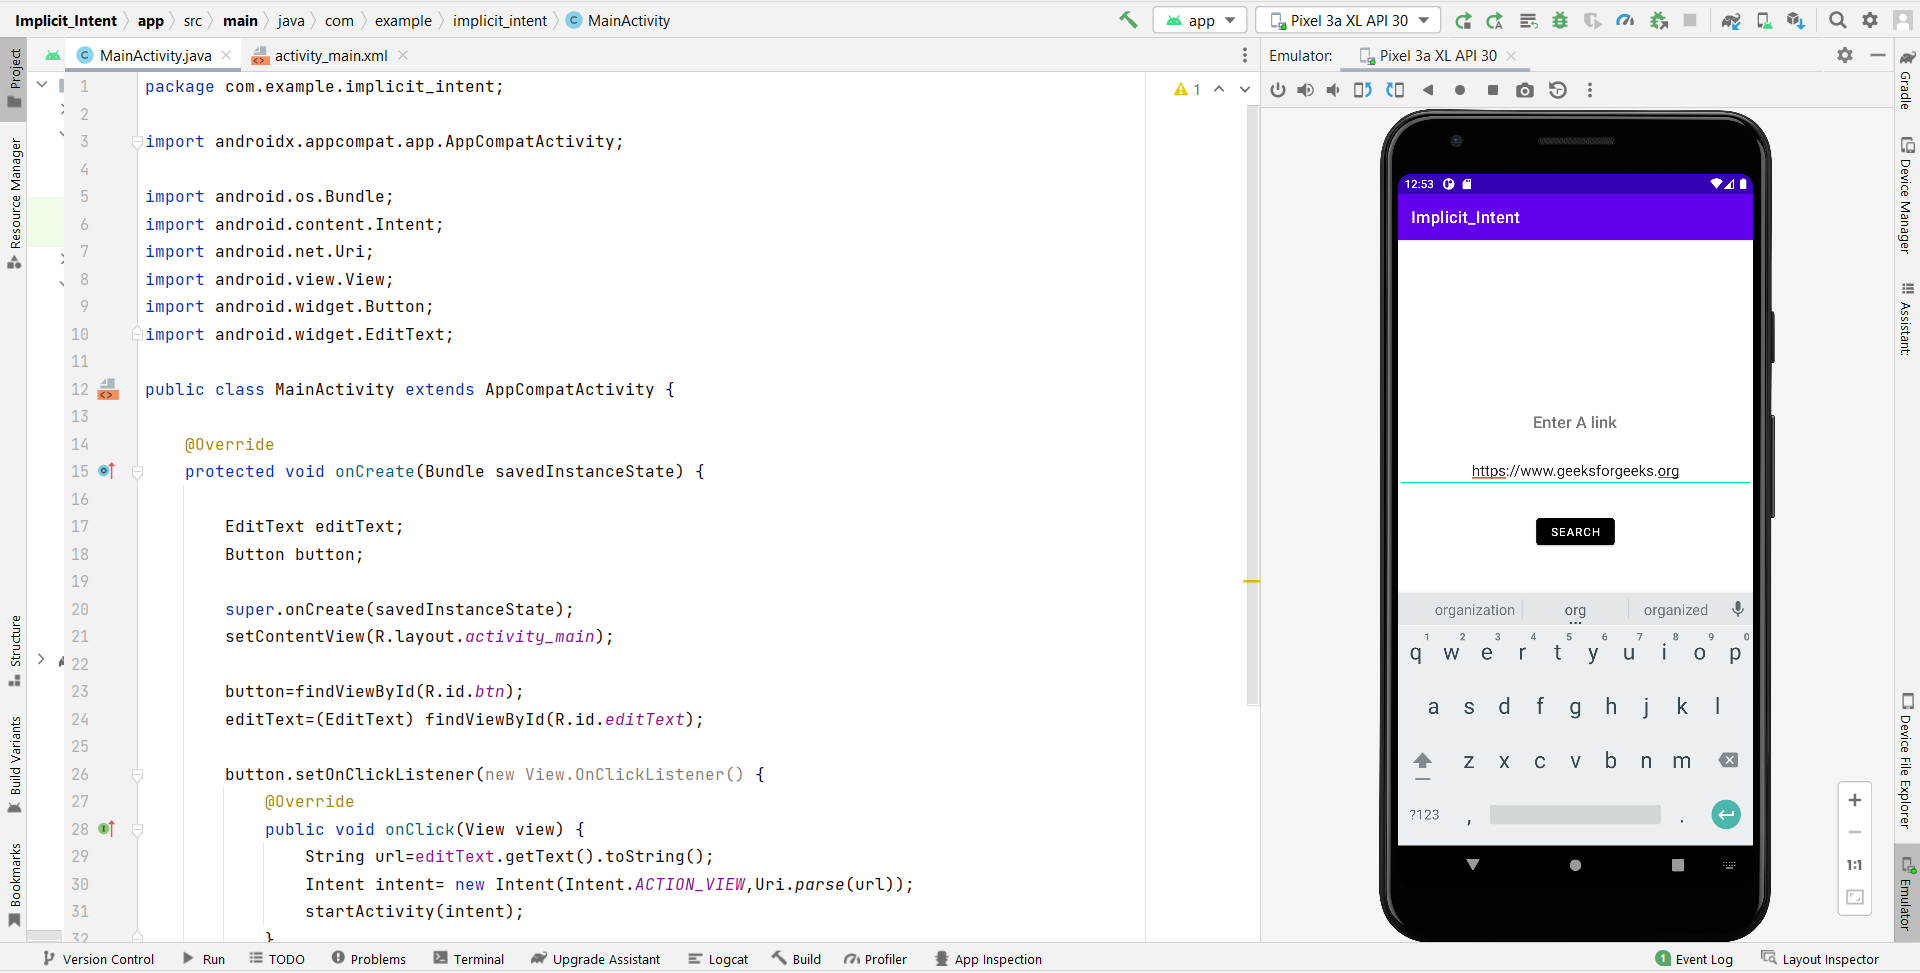 Implicit_Intent app src main java com example implicit_intent MainActivity
app
Pixel 3a XL API 30
MainActivity.java
activity_main.xml
Emulator: Pixel 3a XL API 30
Project
Resource Manager
Structure
Build Variants
Bookmarks
1 package com.example.implicit_intent;
1
2
3 import androidx.appcompat.app.AppCompatActivity;
4
5 import android.os.Bundle;
6 import android.content.Intent;
7 import android.net.Uri;
8 import android.view.View;
9 import android.widget.Button;
10 import android.widget.EditText;
11
12 public class MainActivity extends AppCompatActivity {
13
14 @Override
15 protected void onCreate(Bundle savedInstanceState) {
16
17 EditText editText;
18 Button button;
19
20 super.onCreate(savedInstanceState);
21 setContentView(R.layout.activity_main);
22
23 button=findViewById(R.id.btn);
24 editText=(EditText) findViewById(R.id.editText);
25
26 button.setOnClickListener(new View.OnClickListener() {
27 @Override
28 public void onClick(View view) {
29 String url=editText.getText().toString();
30 Intent intent= new Intent(Intent.ACTION_VIEW,Uri.parse(url));
31 startActivity(intent);
32 }
12:53
Implicit_Intent
Enter A link
https://www.geeksforgeeks.org
SEARCH
organization org organized
1 2 3 4 5 6 7 8 9 0
q w e r t y u i o p
a s d f g h j k l
z x c v b n m
?123 , .
1:1
Gradle
Device Manager
Assistant:
Device File Explorer
Emulator
Version Control Run TODO Problems Terminal Upgrade Assistant Logcat Build Profiler App Inspection
1 Event Log Layout Inspector